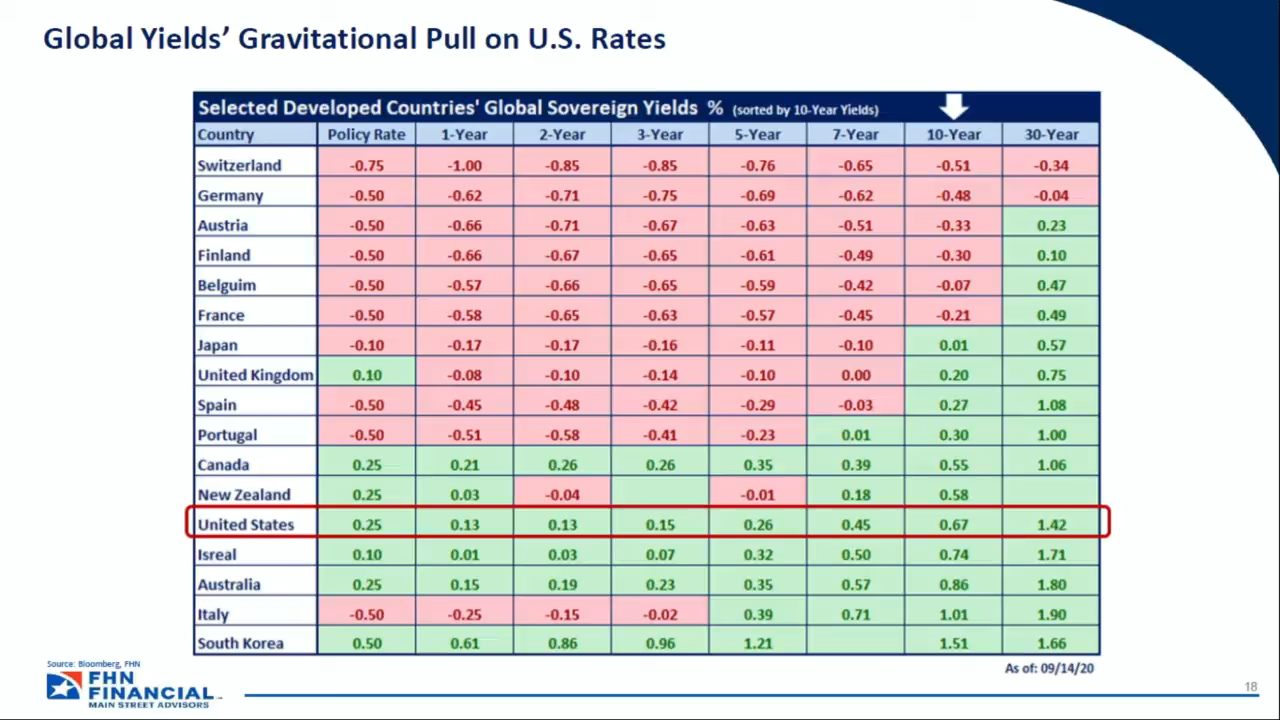 Global Yields’ Gravitational Pull on U.S. Rates
Selected Developed Countries' Global Sovereign Yields % (sorted by 10-Year Yields)
Country Policy Rate 1-Year 2-Year 3-Year 5-Year 7-Year 10-Year 30-Year
Switzerland -0.75 -1.00 -0.85 -0.85 -0.76 -0.65 -0.51 -0.34
Germany -0.50 -0.62 -0.71 -0.75 -0.69 -0.62 -0.48 -0.04
Austria -0.50 -0.66 -0.71 -0.67 -0.63 -0.51 -0.33 0.23
Finland -0.50 -0.66 -0.67 -0.65 -0.61 -0.49 -0.30 0.10
Belguim -0.50 -0.57 -0.66 -0.65 -0.59 -0.42 -0.07 0.47
France -0.50 -0.58 -0.65 -0.63 -0.57 -0.45 -0.21 0.49
Japan -0.10 -0.17 -0.17 -0.16 -0.11 -0.10 0.01 0.57
United Kingdom 0.10 -0.08 -0.10 -0.14 -0.10 0.00 0.20 0.75
Spain -0.50 -0.45 -0.48 -0.42 -0.29 -0.03 0.27 1.08
Portugal -0.50 -0.51 -0.58 -0.41 -0.23 0.01 0.30 1.00
Canada 0.25 0.21 0.26 0.26 0.35 0.39 0.55 1.06
New Zealand 0.25 0.03 -0.04 -0.01 0.18 0.58
United States 0.25 0.13 0.13 0.15 0.26 0.45 0.67 1.42
Isreal 0.10 0.01 0.03 0.07 0.32 0.50 0.74 1.71
Australia 0.25 0.15 0.19 0.23 0.35 0.57 0.86 1.80
Italy -0.50 -0.25 -0.15 -0.02 0.39 0.71 1.01 1.90
South Korea 0.50 0.61 0.86 0.96 1.21 1.51 1.66
Source: Bloomberg, FHN
As of: 09/14/20
FHN
FINANCIAL
MAIN STREET ADVISORS
18